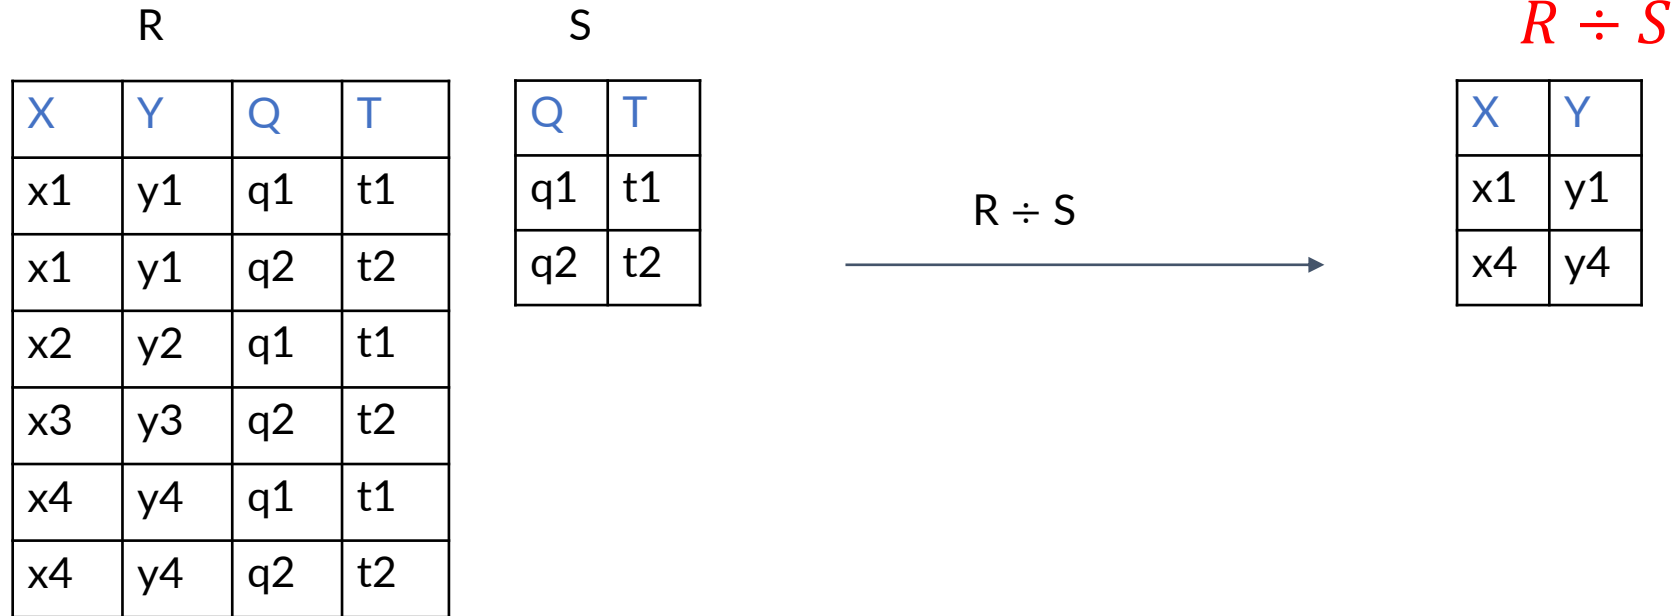 R S R ÷ S
X Y Q T
x1 y1 q1 t1
x1 y1 q2 t2
x2 y2 q1 t1
x3 y3 q2 t2
x4 y4 q1 t1
x4 y4 q2 t2
Q T
q1 t1
q2 t2
R ÷ S
X Y
x1 y1
x4 y4